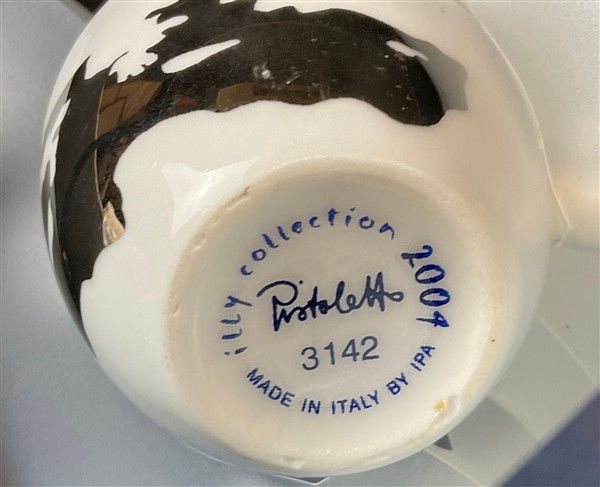 illy collection 2004
Pistoletto
3142
MADE IN ITALY BY IPA